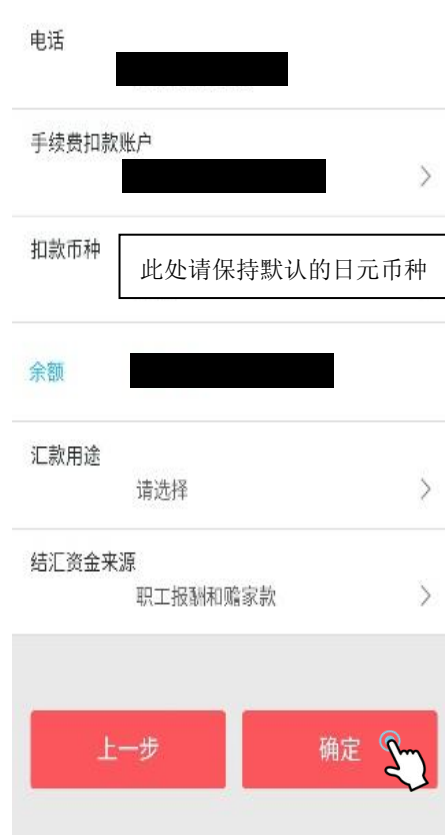 电话
手续费扣款账户
扣款币种
此处请保持默认的日元币种
余额
汇款用途
请选择
结汇资金来源
职工报酬和赡家款
上一步
确定